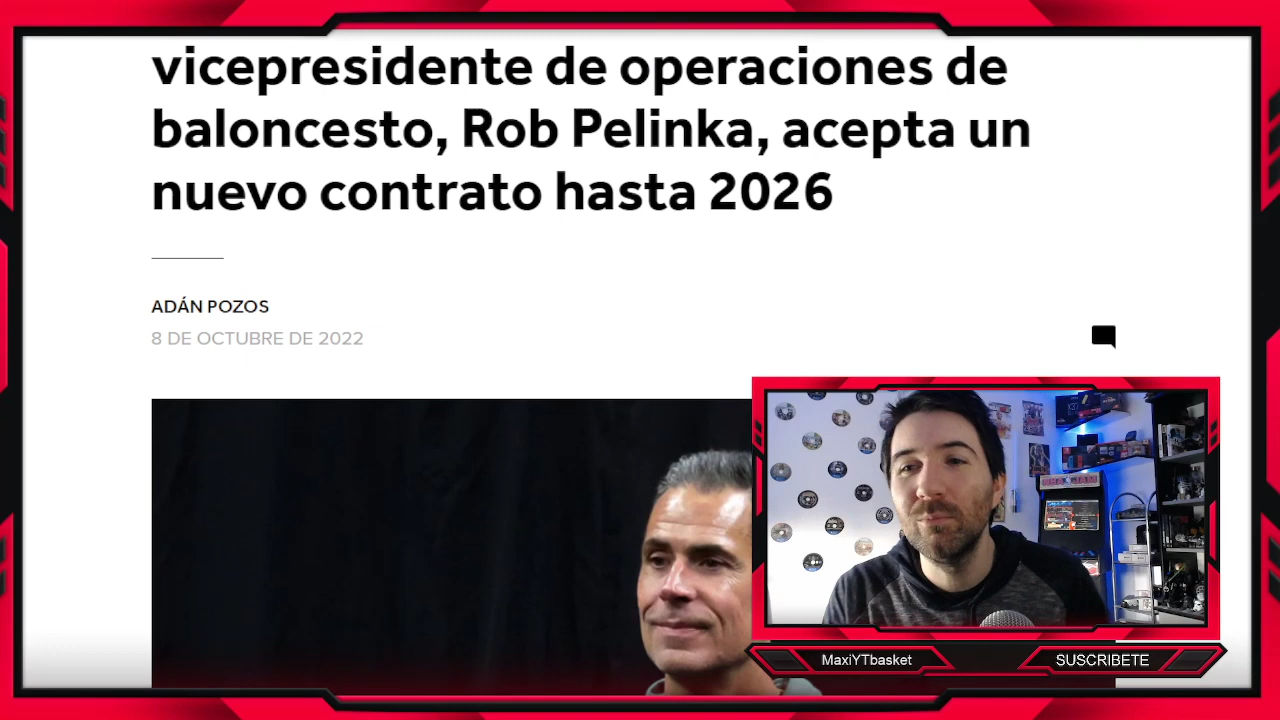 vicepresidente de operaciones de
baloncesto, Rob Pelinka, acepta un
nuevo contrato hasta 2026
ADÁN POZOS
8 DE OCTUBRE DE 2022
MaxiYTbasket
SUSCRIBETE